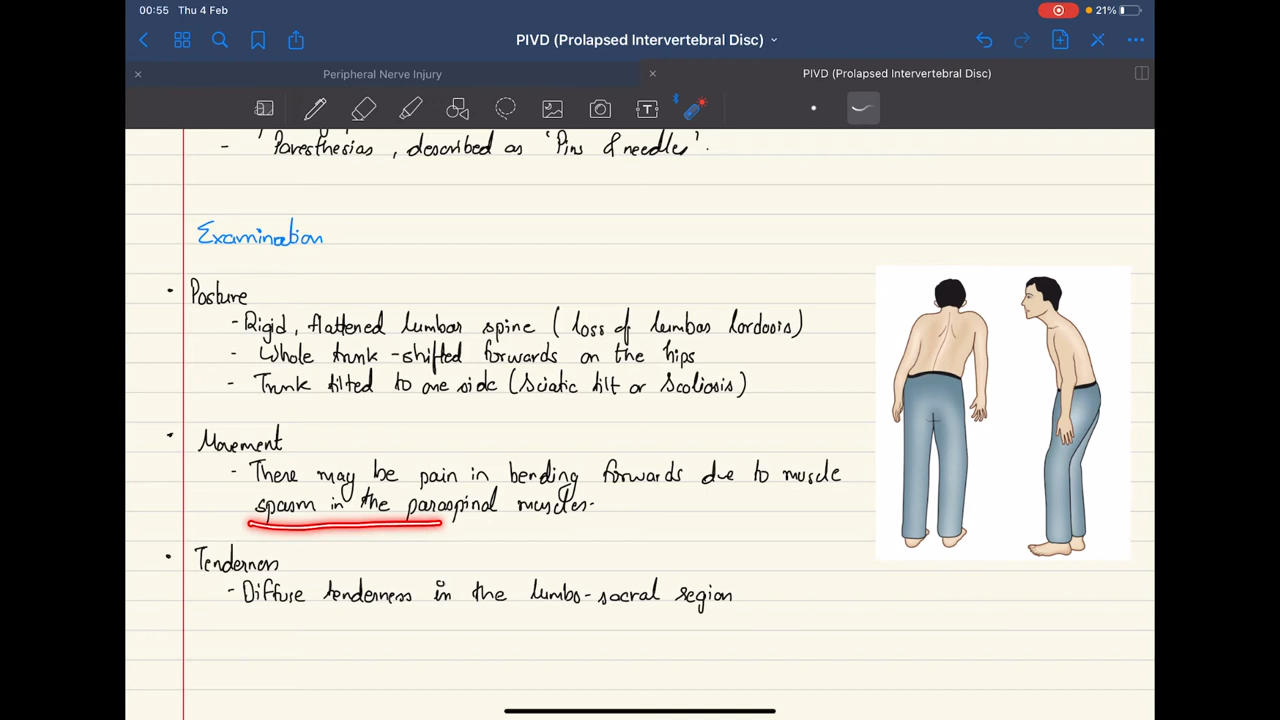 00:55 Thu 4 Feb
21%
PIVD (Prolapsed Intervertebral Disc)
Peripheral Nerve Injury
PIVD (Prolapsed Intervertebral Disc)
T
- Paresthesias, described as 'Pins & needles'.
Examination
• Posture
- Rigid, flattened lumbar spine (loss of lumbar lordosis)
- Whole trunk - shifted forwards on the hips
- Trunk tilted to one side (Sciatic tilt or Scoliosis)
• Movement
- There may be pain in bending forwards due to muscle
spasm in the paraspinal muscles.
• Tenderness
- Diffuse tenderness in the lumbo-sacral region